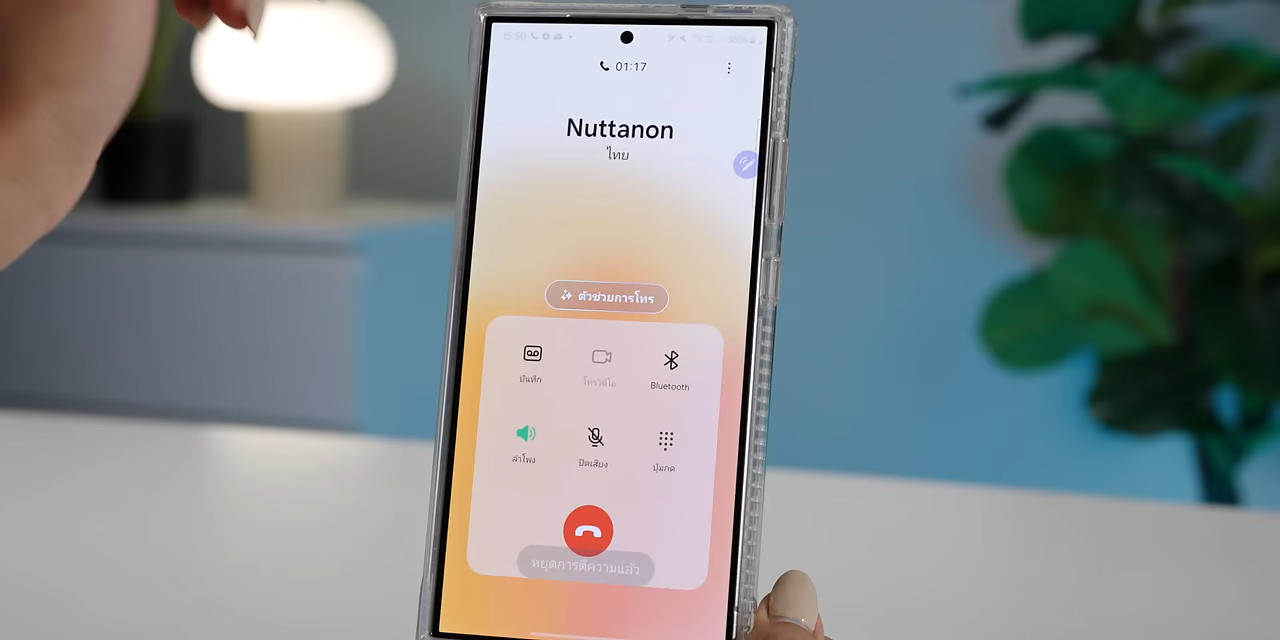 15:50
01:17
Nuttanon
ไทย
ตัวช่วยการโทร
บันทึก
โทรวิดีโอ
Bluetooth
ลำโพง
ปิดเสียง
ปุ่มกด
หยุดการตีความแล้ว